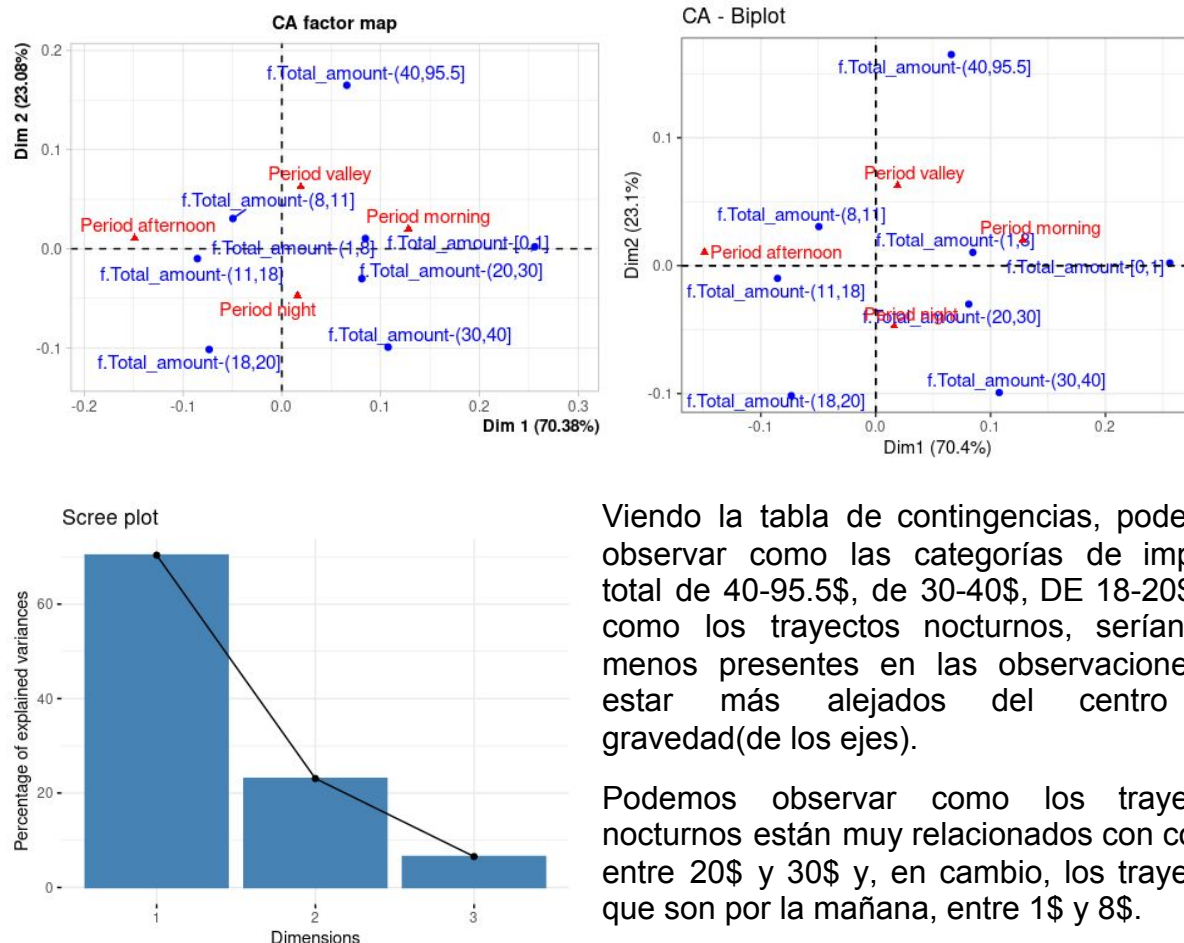 CA factor map
Dim 2 (23.08%)
0.2
0.1
0.0
-0.1
f.Total_amount-(40,95.5]
Period valley
f.Total_amount-(8,11]
Period morning
Period afternoon
f.Total_amount-(1,8]
f.Total_amount-[0,1]
f.Total_amount-(11,18]
f.Total_amount-(20,30]
Period night
f.Total_amount-(30,40]
f.Total_amount-(18,20]
-0.2 -0.1 0.0 0.1 0.2 0.3
Dim 1 (70.38%)
CA - Biplot
Dim2 (23.1%)
0.1
0.0
-0.1
f.Total_amount-(40,95.5]
Period valley
f.Total_amount-(8,11]
Period morning
f.Total_amount-(1,8]
Period afternoon
f.Total_amount-[0,1]
f.Total_amount-(11,18]
Period night
f.Total_amount-(20,30]
f.Total_amount-(30,40]
f.Total_amount-(18,20]
-0.1 0.0 0.1 0.2
Dim1 (70.4%)
Scree plot
Percentage of explained variances
60
40
20
0
1 2 3
Dimensions
Viendo la tabla de contingencias, pode
observar como las categorías de imp
total de 40-95.5$, de 30-40$, DE 18-20$
como los trayectos nocturnos, serían
menos presentes en las observacione
estar más alejados del centro
gravedad(de los ejes).
Podemos observar como los traye
nocturnos están muy relacionados con co
entre 20$ y 30$ y, en cambio, los traye
que son por la mañana, entre 1$ y 8$.